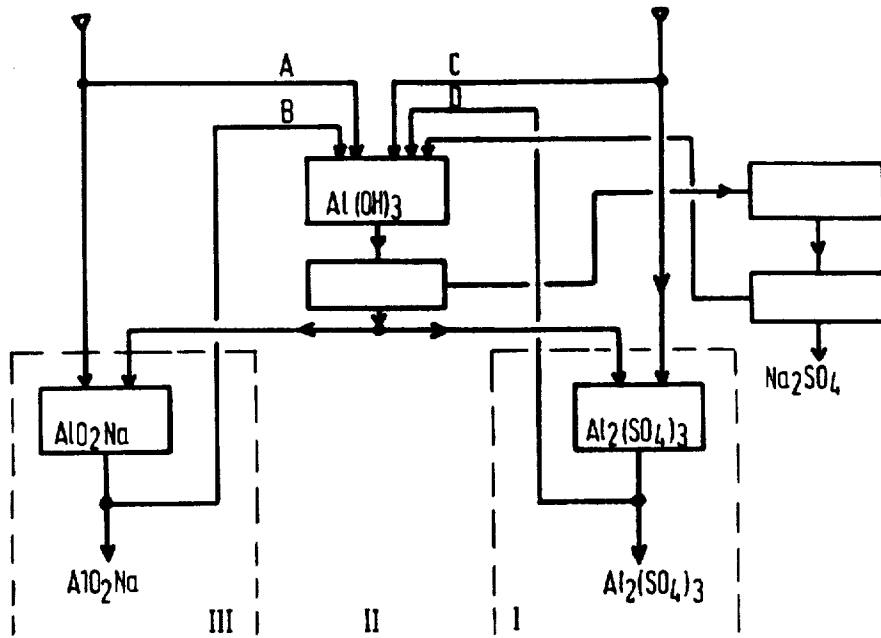 A
C
D
B
Al(OH)3
Na2SO4
AlO2Na
Al2(SO4)3
AlO2Na
Al2(SO4)3
III
II
I